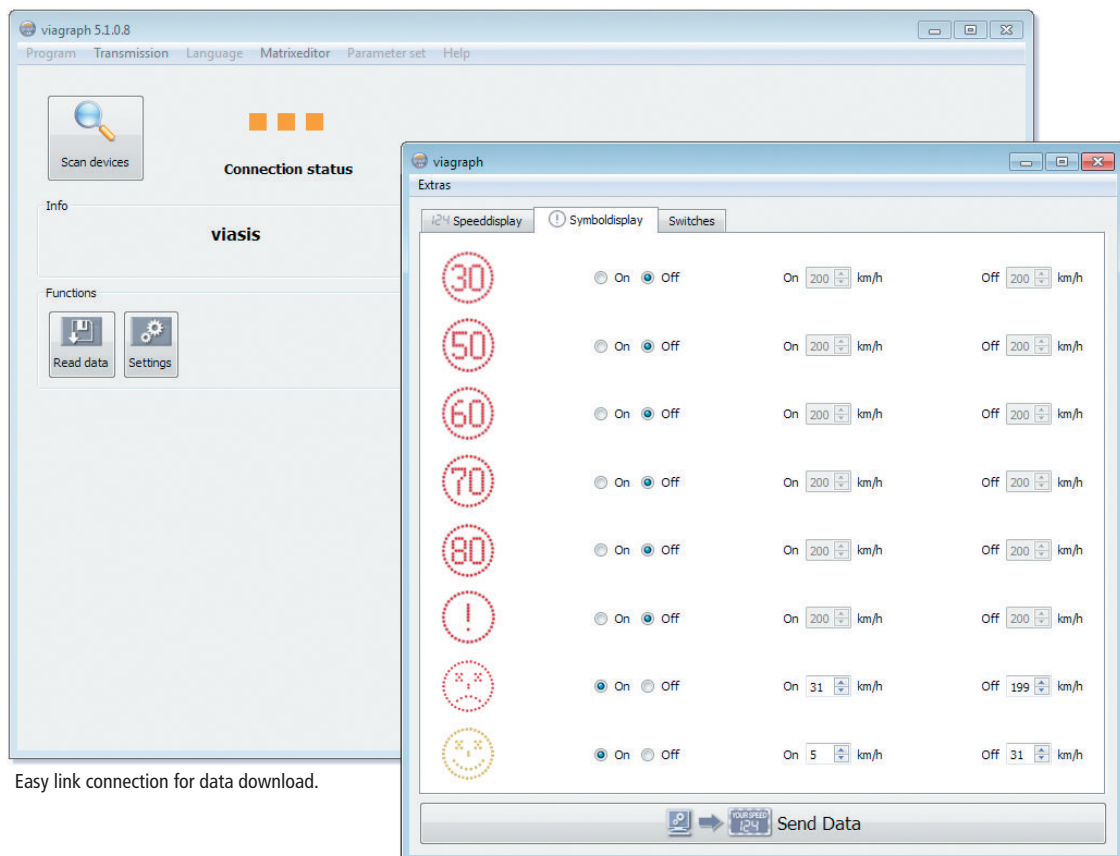 viagraph 5.1.0.8
Program Transmission Language Matrixeditor Parameter set Help
Scan devices
Connection status
Info
viasis
Functions
Read data Settings
Easy link connection for data download.
viagraph
Extras
124 Speeddisplay ! Symboldisplay Switches
30 On Off On 200 km/h Off 200 km/h
50 On Off On 200 km/h Off 200 km/h
60 On Off On 200 km/h Off 200 km/h
70 On Off On 200 km/h Off 200 km/h
80 On Off On 200 km/h Off 200 km/h
! On Off On 200 km/h Off 200 km/h
On Off On 31 km/h Off 199 km/h
On Off On 5 km/h Off 31 km/h
YOUR SPEED
124 Send Data